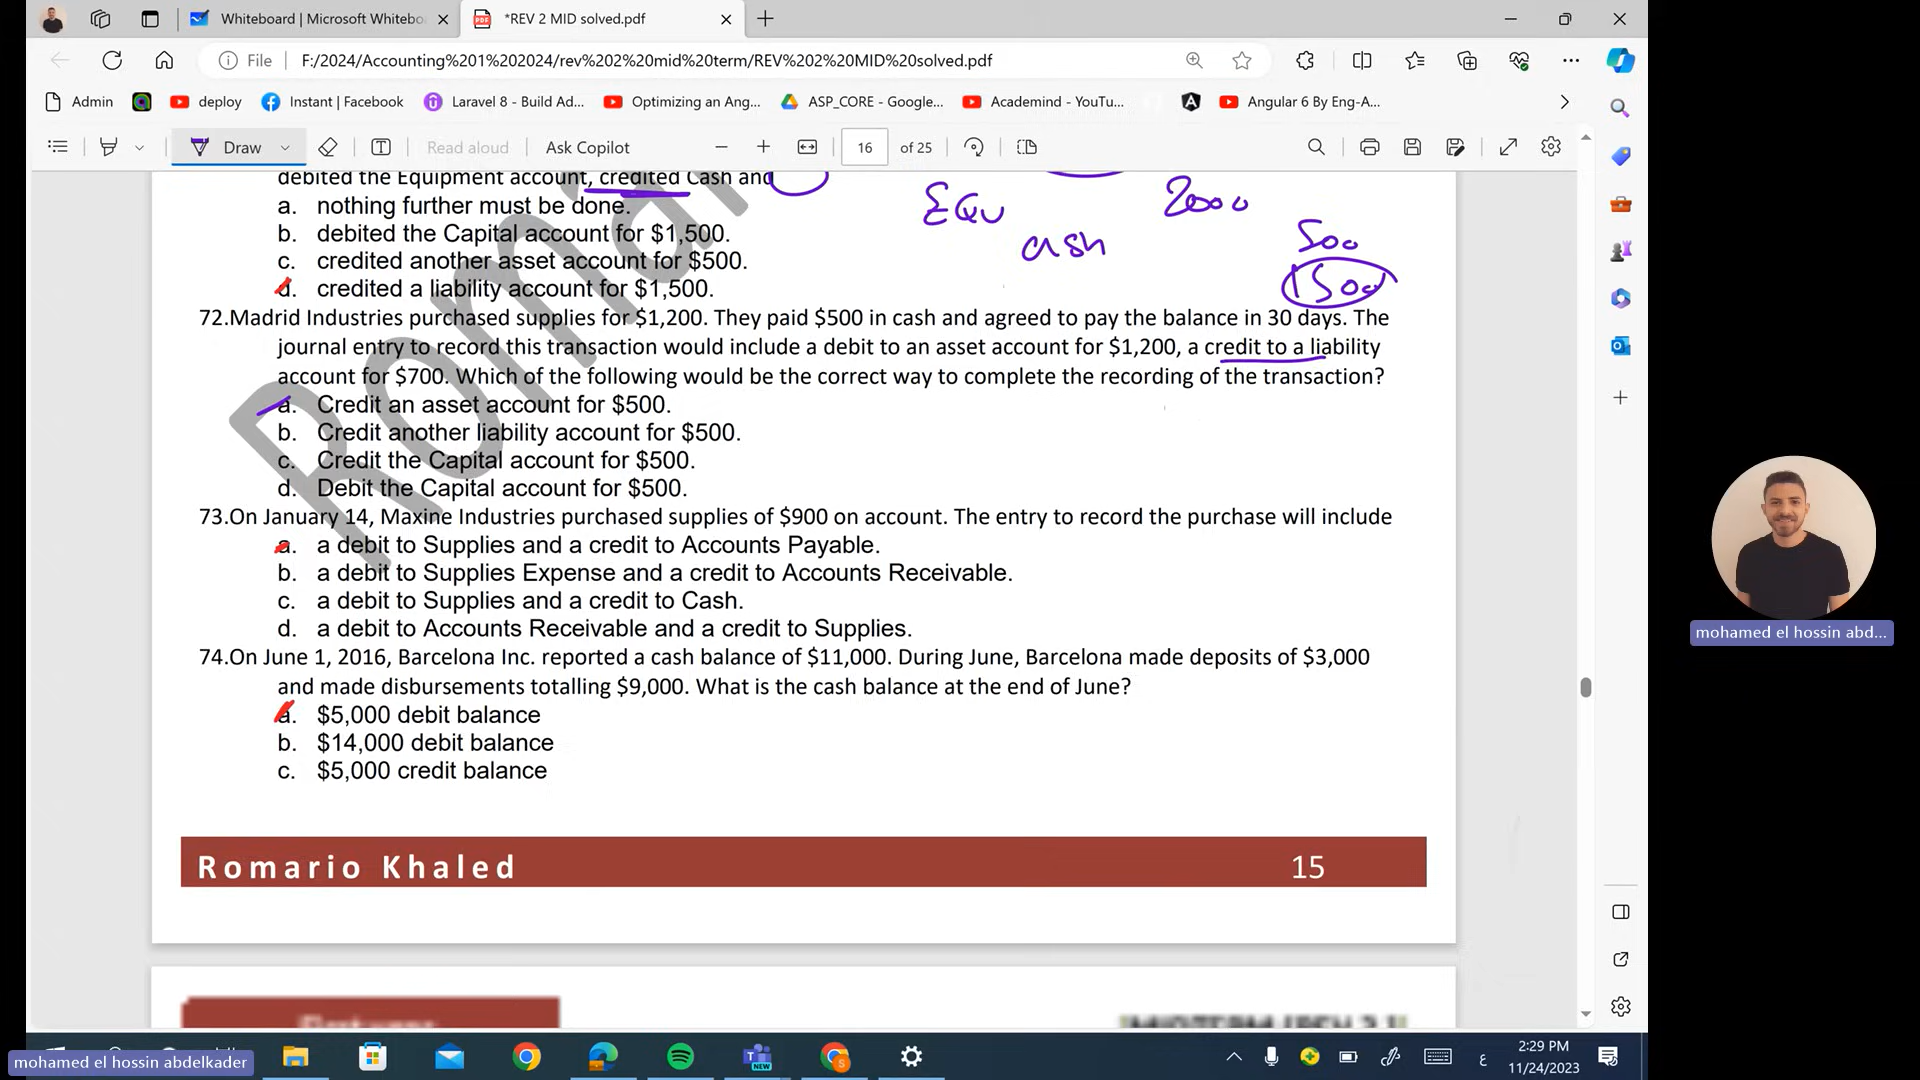 Whiteboard | Microsoft Whitebo
*REV 2 MID solved.pdf
File
F:/2024/Accounting%201%202024/rev%202%20mid%20term/REV%202%20MID%20solved.pdf
Admin
deploy
Instant | Facebook
Laravel 8 - Build Ad...
Optimizing an Ang...
ASP_CORE - Google...
Academind - YouTu...
Angular 6 By Eng-A...
Draw
Read aloud
Ask Copilot
16 of 25
debited the Equipment account, credited Cash and
a. nothing further must be done.
b. debited the Capital account for $1,500.
c. credited another asset account for $500.
d. credited a liability account for $1,500.
EQU 2000
cash 500
1500
72.Madrid Industries purchased supplies for $1,200. They paid $500 in cash and agreed to pay the balance in 30 days. The
journal entry to record this transaction would include a debit to an asset account for $1,200, a credit to a liability
account for $700. Which of the following would be the correct way to complete the recording of the transaction?
a. Credit an asset account for $500.
b. Credit another liability account for $500.
c. Credit the Capital account for $500.
d. Debit the Capital account for $500.
73.On January 14, Maxine Industries purchased supplies of $900 on account. The entry to record the purchase will include
a. a debit to Supplies and a credit to Accounts Payable.
b. a debit to Supplies Expense and a credit to Accounts Receivable.
c. a debit to Supplies and a credit to Cash.
d. a debit to Accounts Receivable and a credit to Supplies.
74.On June 1, 2016, Barcelona Inc. reported a cash balance of $11,000. During June, Barcelona made deposits of $3,000
and made disbursements totalling $9,000. What is the cash balance at the end of June?
a. $5,000 debit balance
b. $14,000 debit balance
c. $5,000 credit balance
Romario Khaled 15
mohamed el hossin abd...
mohamed el hossin abdelkader
NEW
ع
2:29 PM
11/24/2023